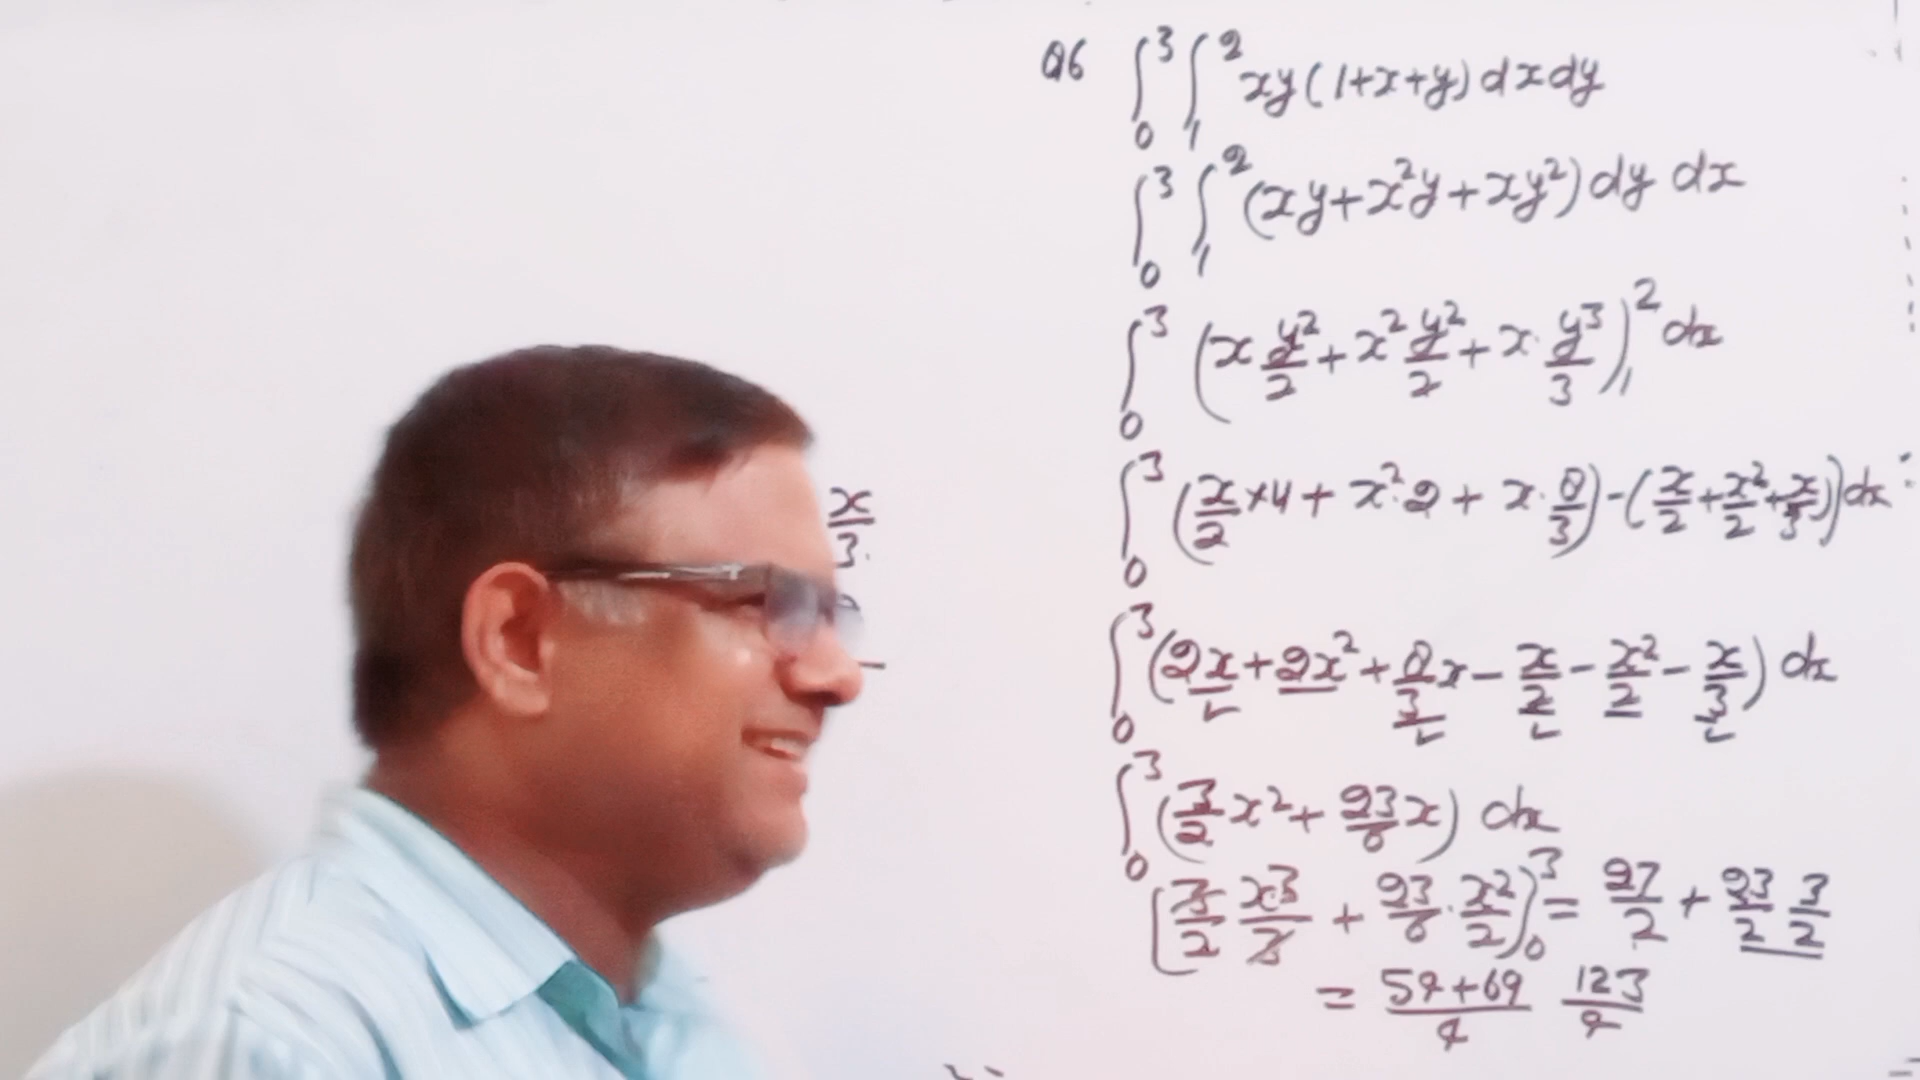 Q6 ∫₀³ ∫₁² xy(1+x+y) dx dy
∫₀³ ∫₁² (xy+x²y+xy²) dy dx
∫₀³ (x y²/2 + x² y²/2 + x · y³/3)₁² dx
∫₀³ (x/2 × 4 + x²·2 + x · 8/3) - (x/2 + x²/2 + x/3)) dx
x/3
∫₀³ (2x + 2x² + 8/3 x - x/2 - x²/2 - x/3) dx
∫₀³ (3/2 x² + 23/6 x) dx
[3/2 x³/3 + 23/6 · x²/2)₀³ = 27/2 + 23/2 3/2
= 54+69/4 123/4